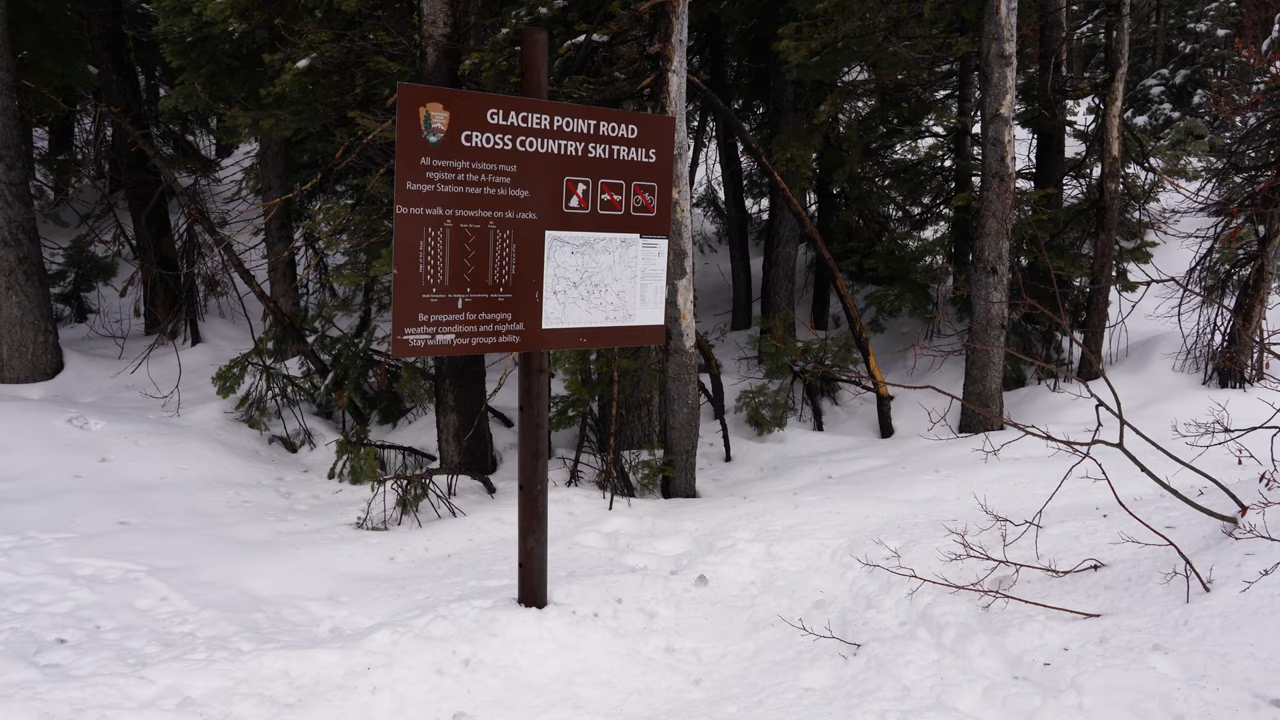 GLACIER POINT ROAD
CROSS COUNTRY SKI TRAILS
All overnight visitors must
register at the A-Frame
Ranger Station near the ski lodge.
Do not walk or snowshoe on ski tracks.
Be prepared for changing
weather conditions and nightfall.
Stay within your groups ability.